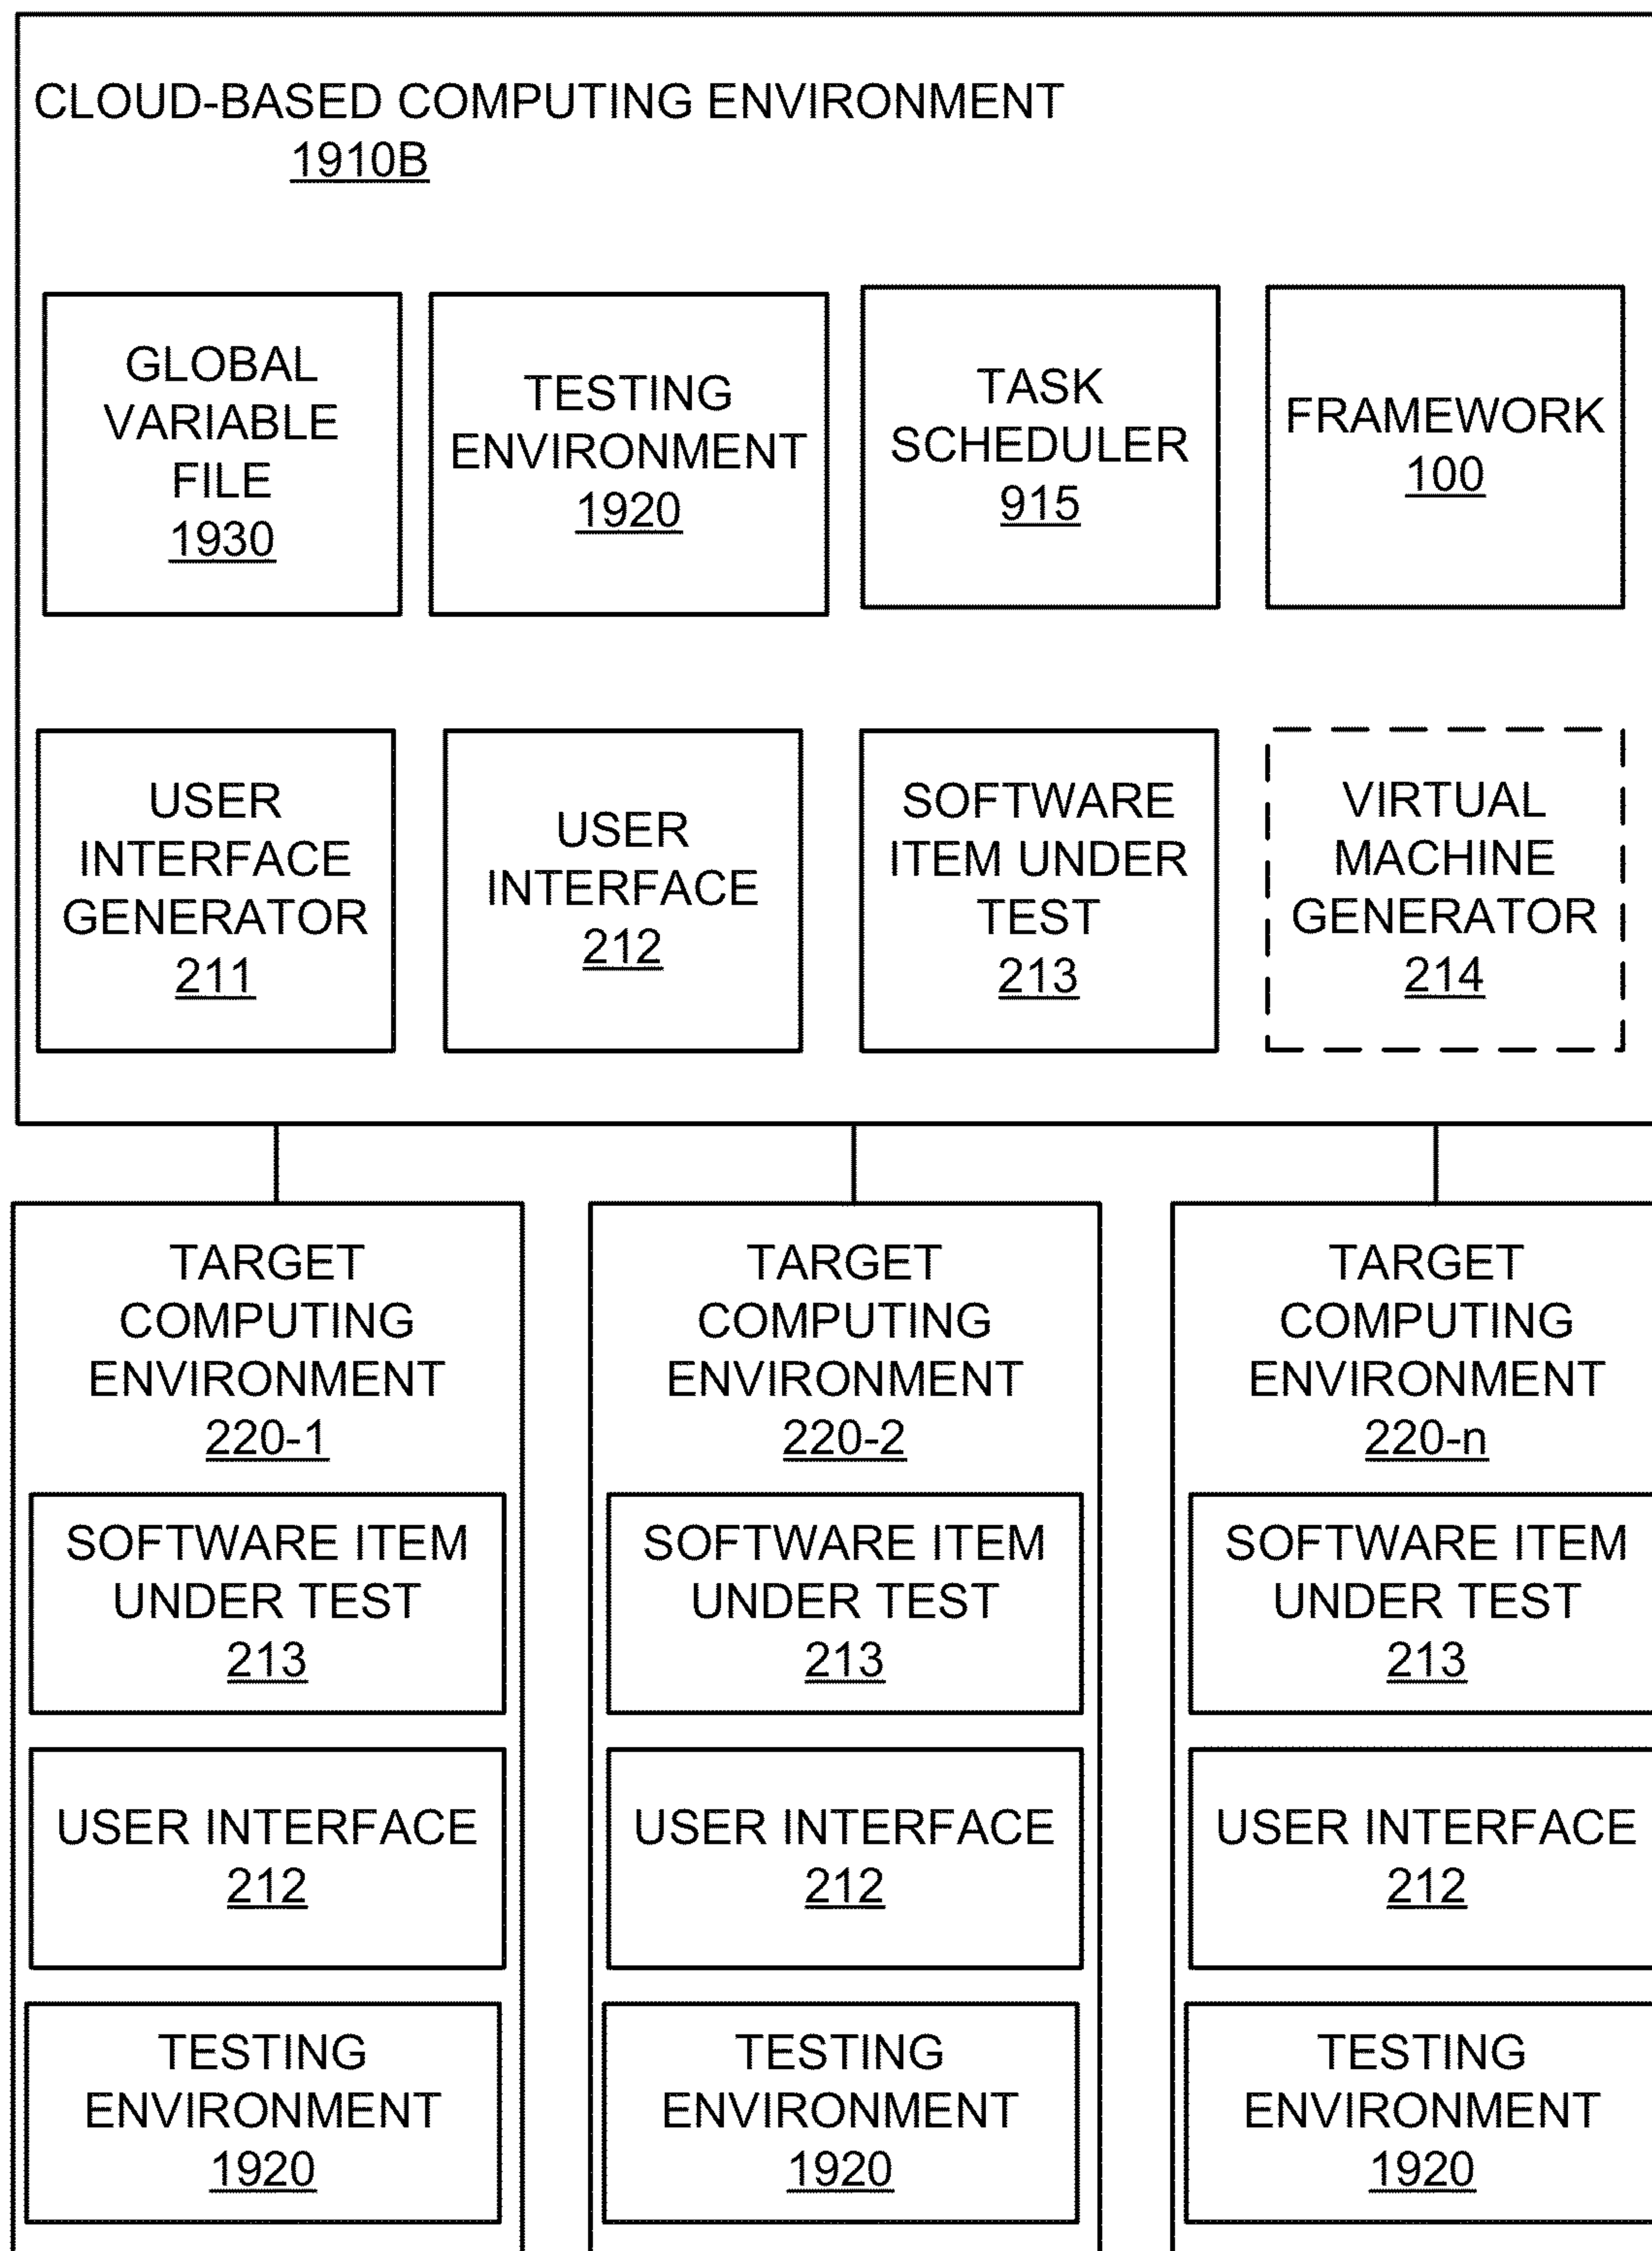 CLOUD-BASED COMPUTING ENVIRONMENT
1910B
GLOBAL
VARIABLE
FILE
1930
TESTING
ENVIRONMENT
1920
TASK
SCHEDULER
915
FRAMEWORK
100
USER
INTERFACE
GENERATOR
211
USER
INTERFACE
212
SOFTWARE
ITEM UNDER
TEST
213
VIRTUAL
MACHINE
GENERATOR
214
TARGET
COMPUTING
ENVIRONMENT
220-1
SOFTWARE ITEM
UNDER TEST
213
USER INTERFACE
212
TESTING
ENVIRONMENT
1920
TARGET
COMPUTING
ENVIRONMENT
220-2
SOFTWARE ITEM
UNDER TEST
213
USER INTERFACE
212
TESTING
ENVIRONMENT
1920
TARGET
COMPUTING
ENVIRONMENT
220-n
SOFTWARE ITEM
UNDER TEST
213
USER INTERFACE
212
TESTING
ENVIRONMENT
1920